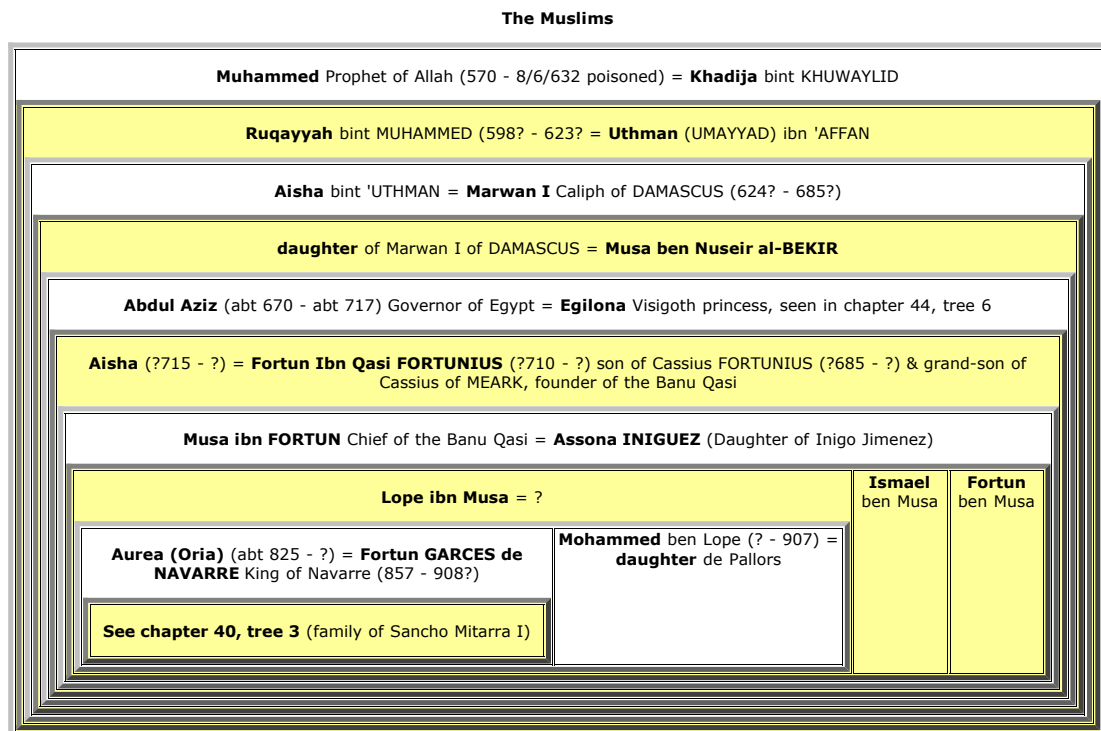 The Muslims
Muhammed Prophet of Allah (570 - 8/6/632 poisoned) = Khadija bint KHUWAYLID
Ruqayyah bint MUHAMMED (598? - 623? = Uthman (UMAYYAD) ibn 'AFFAN
Aisha bint 'UTHMAN = Marwan I Caliph of DAMASCUS (624? - 685?)
daughter of Marwan I of DAMASCUS = Musa ben Nuseir al-BEKIR
Abdul Aziz (abt 670 - abt 717) Governor of Egypt = Egilona Visigoth princess, seen in chapter 44, tree 6
Aisha (?715 - ?) = Fortun Ibn Qasi FORTUNIUS (?710 - ?) son of Cassius FORTUNIUS (?685 - ?) & grand-son of
Cassius of MEARK, founder of the Banu Qasi
Musa ibn FORTUN Chief of the Banu Qasi = Assona INIGUEZ (Daughter of Inigo Jimenez)
Lope ibn Musa = ?
Ismael
ben Musa
Fortun
ben Musa
Aurea (Oria) (abt 825 - ?) = Fortun GARCES de
NAVARRE King of Navarre (857 - 908?)
Mohammed ben Lope (? - 907) =
daughter de Pallors
See chapter 40, tree 3 (family of Sancho Mitarra I)